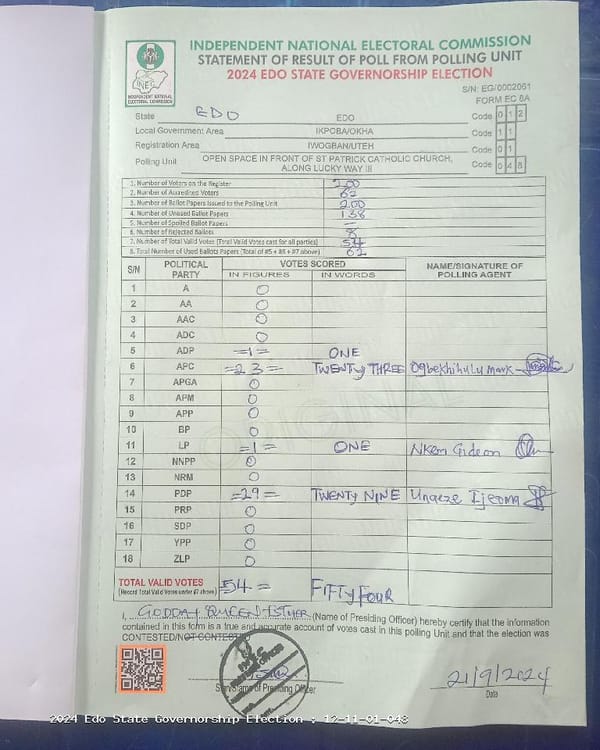 INDEPENDENT NATIONAL ELECTORAL COMMISSION
STATEMENT OF RESULT OF POLL FROM POLLING UNIT
2024 EDO STATE GOVERNORSHIP ELECTION
INEC
INDEPENDENT NATIONAL
ELECTORAL COMMISSION
S/N: EG/0002061
FORM EC 8A
State EDO EDO Code 0 1 2
Local Government Area IKPOBA/OKHA Code 1 1
Registration Area IWOGBAN/UTEH Code 0 1
Polling Unit OPEN SPACE IN FRONT OF ST PATRICK CATHOLIC CHURCH, Code 0 4 8
ALONG LUCKY WAY III
1. Number of Voters on the Register 200
2. Number of Accredited Voters 62
3. Number of Ballot Papers Issued to the Polling Unit 200
4. Number of Unused Ballot Papers 138
5. Number of Spoiled Ballot Papers –
6. Number of Rejected Ballots 8
7. Number of Total Valid Votes (Total Valid Votes cast for all parties) 54
8. Total Number of Used Ballots Papers (Total of #5 + #6 + #7 above) 62
S/N POLITICAL PARTY VOTES SCORED NAME/SIGNATURE OF POLLING AGENT
IN FIGURES IN WORDS
1 A 0
2 AA 0
3 AAC 0
4 ADC 0
5 ADP =1= ONE
6 APC =23= TWENTY THREE Mark
7 APGA 0
8 APM 0
9 APP 0
10 BP 0
11 LP =1= ONE Nkem Gideon
12 NNPP 0
13 NRM 0
14 PDP =29= TWENTY NINE Ijeoma
15 PRP 0
16 SDP 0
17 YPP 0
18 ZLP 0
TOTAL VALID VOTES 54= FIFTY FOUR
(Record Total Valid Votes under #7 above)
I, GODDAY QUEEN ESTHER (Name of Presiding Officer) hereby certify that the information
contained in this form is a true and accurate account of votes cast in this polling Unit and that the election was
CONTESTED/NOT CONTESTED
Sign/Stamp of Presiding Officer
21/9/2024
Date
2024 Edo State Governorship Election : 12-11-01-048